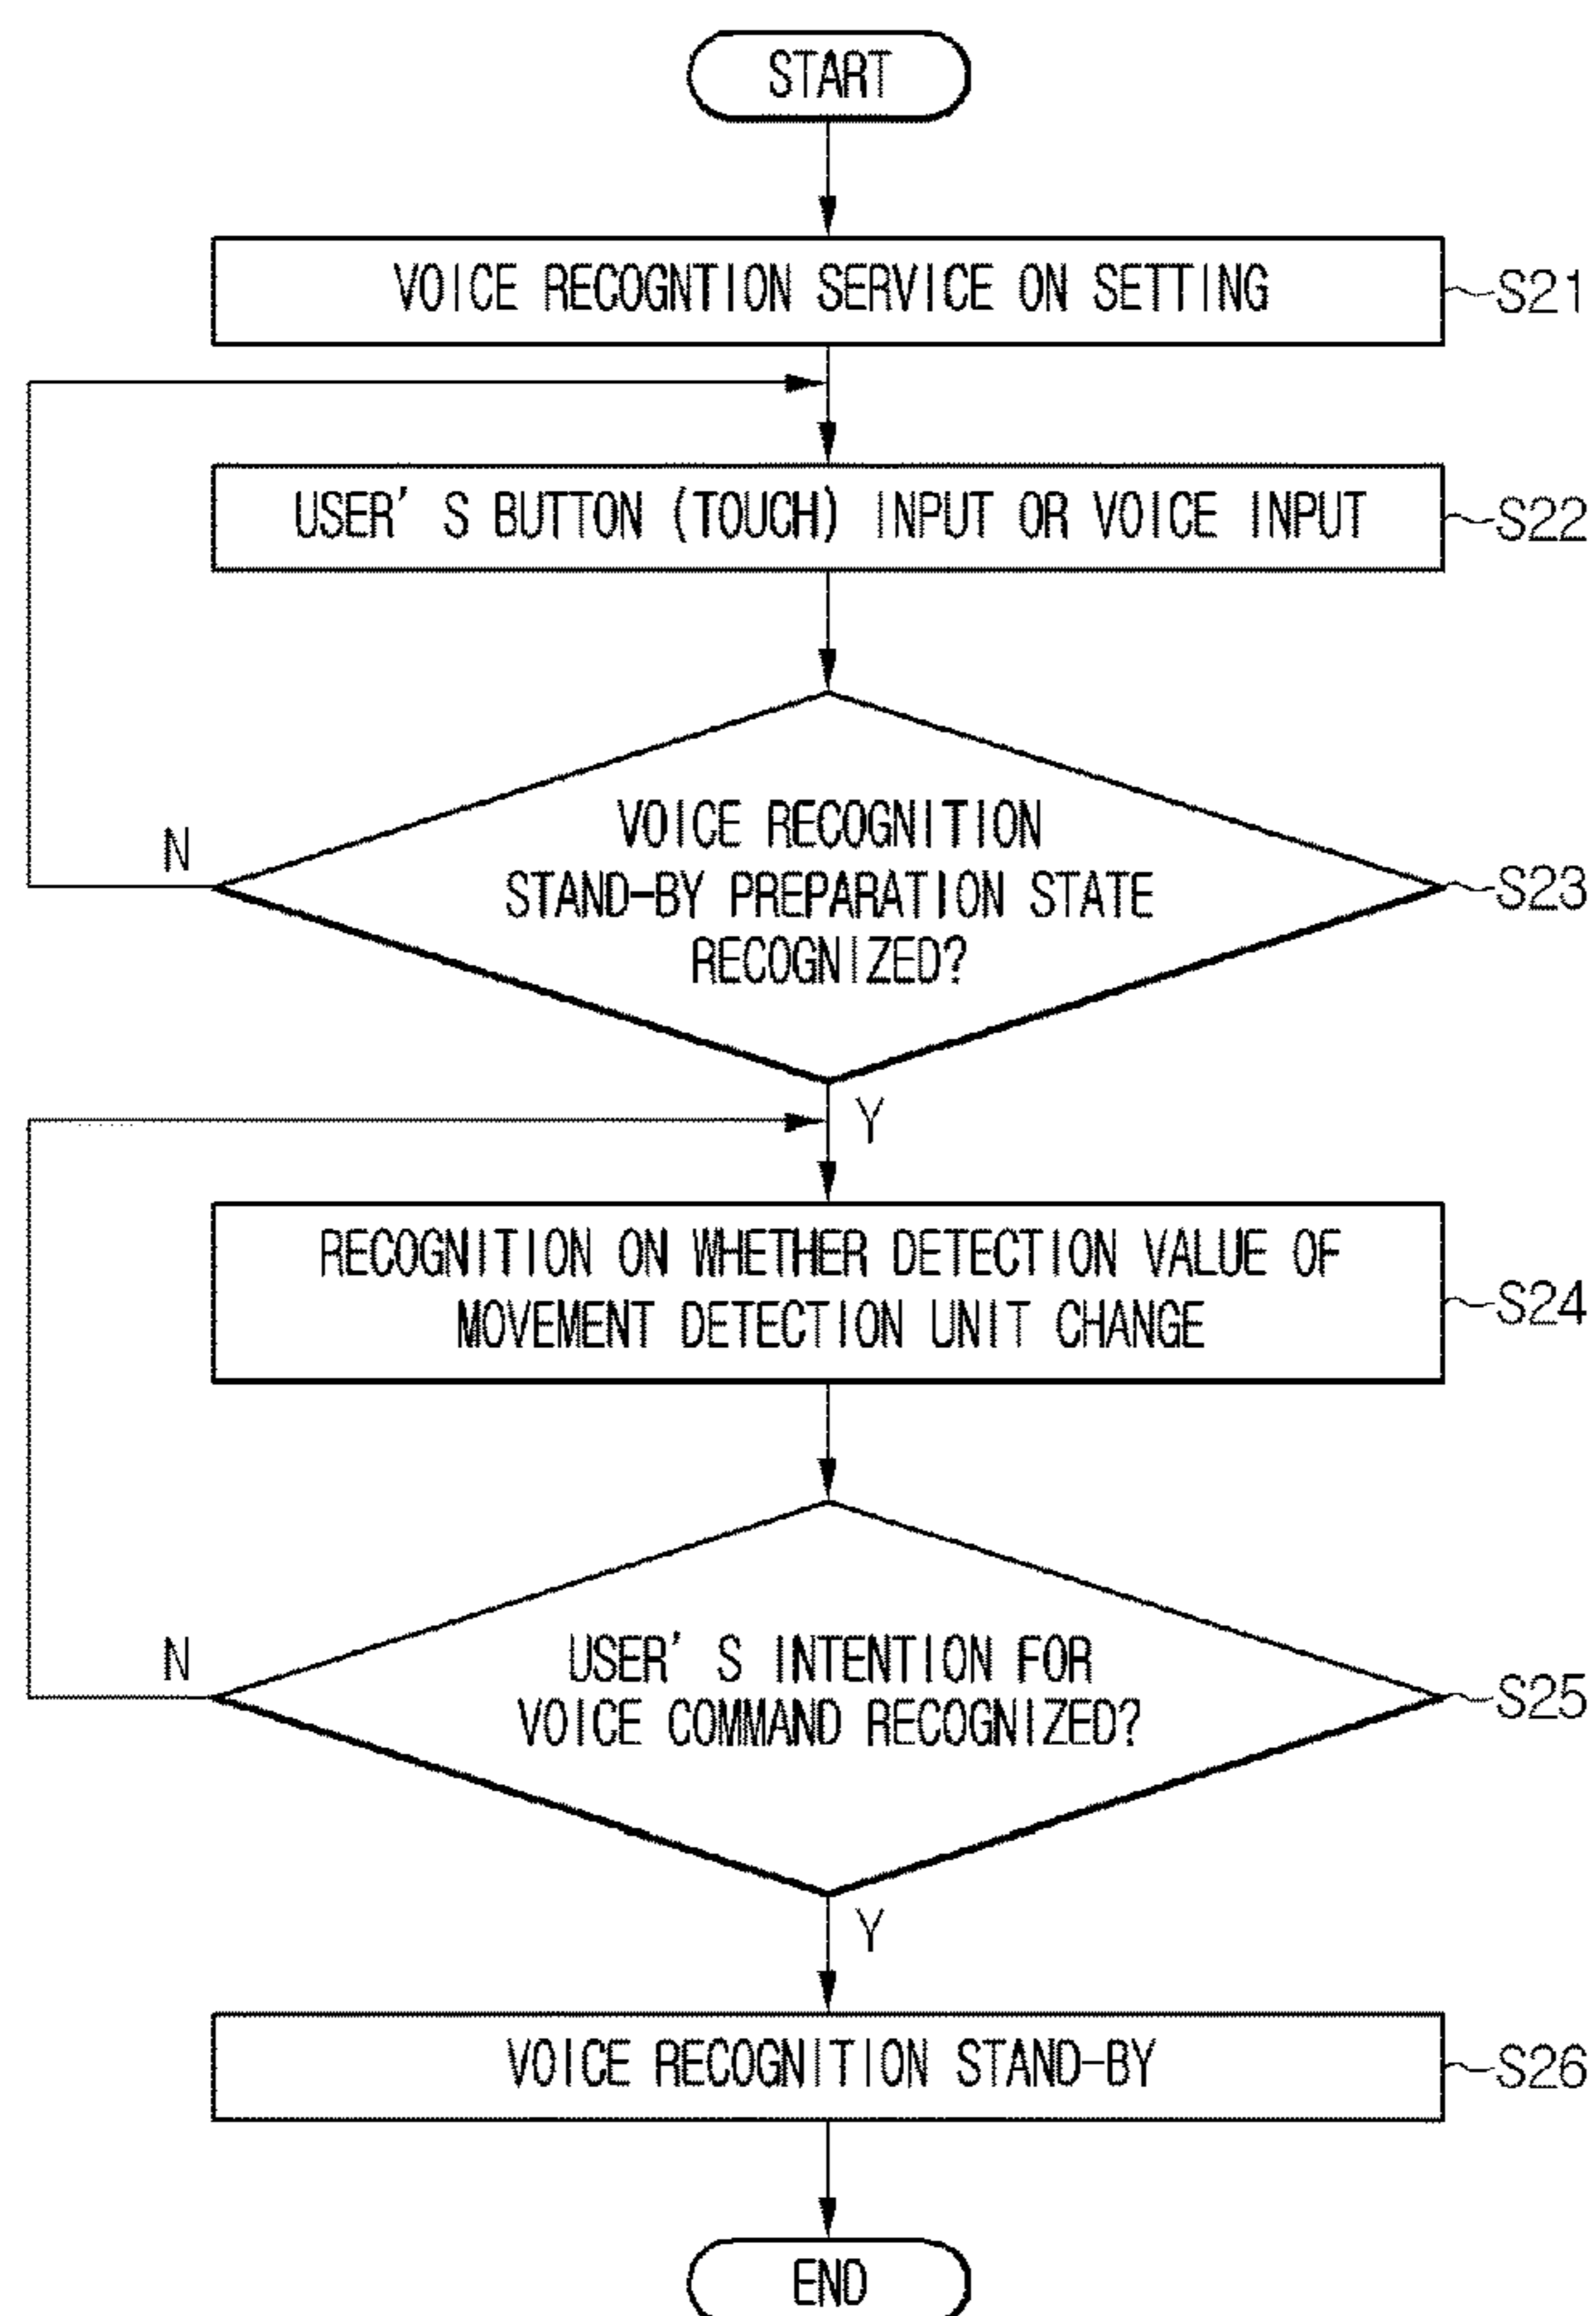 START
VOICE RECOGNTION SERVICE ON SETTING
S21
USER'S BUTTON (TOUCH) INPUT OR VOICE INPUT
S22
VOICE RECOGNITION
STAND-BY PREPARATION STATE
RECOGNIZED?
N
S23
Y
RECOGNITION ON WHETHER DETECTION VALUE OF
MOVEMENT DETECTION UNIT CHANGE
S24
USER'S INTENTION FOR
VOICE COMMAND RECOGNIZED?
N
S25
Y
VOICE RECOGNITION STAND-BY
S26
END